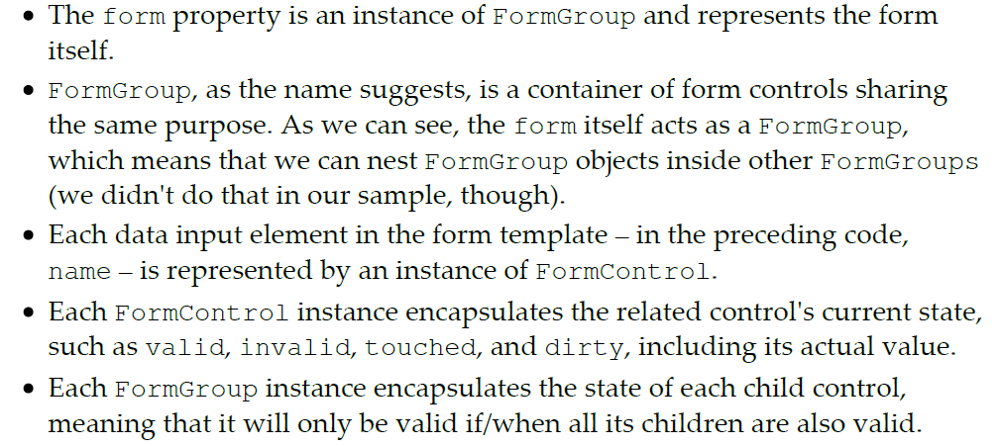 • The form property is an instance of FormGroup and represents the form
itself.
• FormGroup, as the name suggests, is a container of form controls sharing
the same purpose. As we can see, the form itself acts as a FormGroup,
which means that we can nest FormGroup objects inside other FormGroups
(we didn't do that in our sample, though).
• Each data input element in the form template – in the preceding code,
name – is represented by an instance of FormControl.
• Each FormControl instance encapsulates the related control's current state,
such as valid, invalid, touched, and dirty, including its actual value.
• Each FormGroup instance encapsulates the state of each child control,
meaning that it will only be valid if/when all its children are also valid.